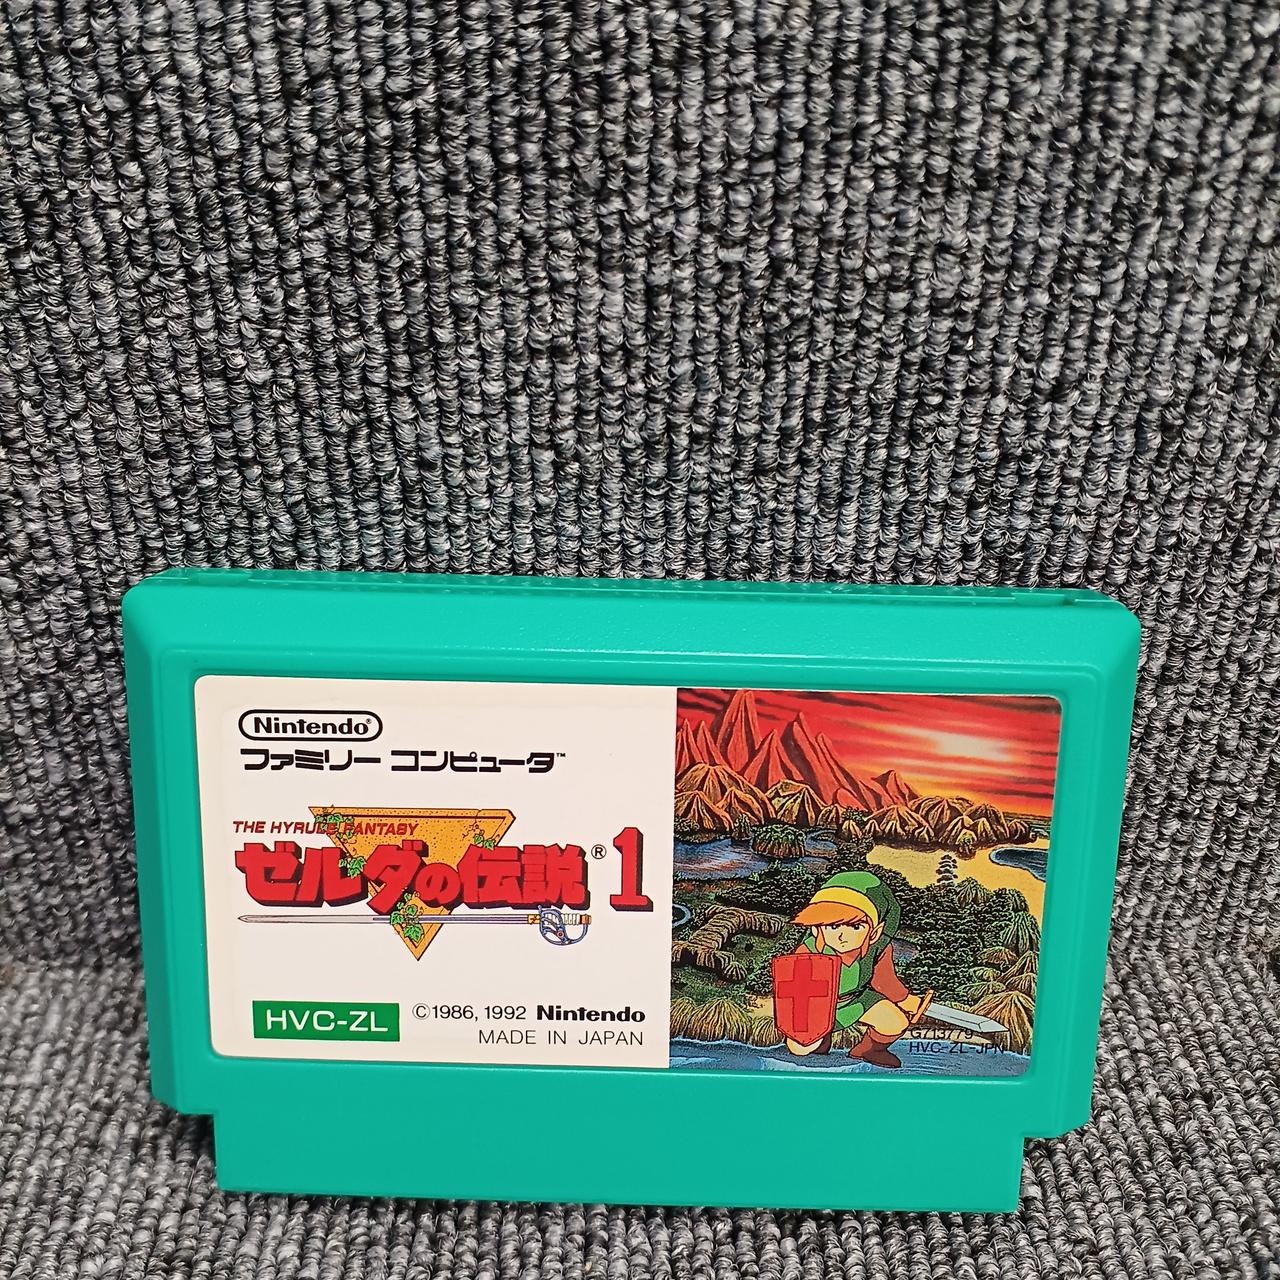 Nintendo®
ファミリー コンピュータ™
THE HYRULE FANTASY
ゼルダの伝説® 1
HVC-ZL
©1986, 1992 Nintendo
MADE IN JAPAN
G713779
HVC-ZL-JPN